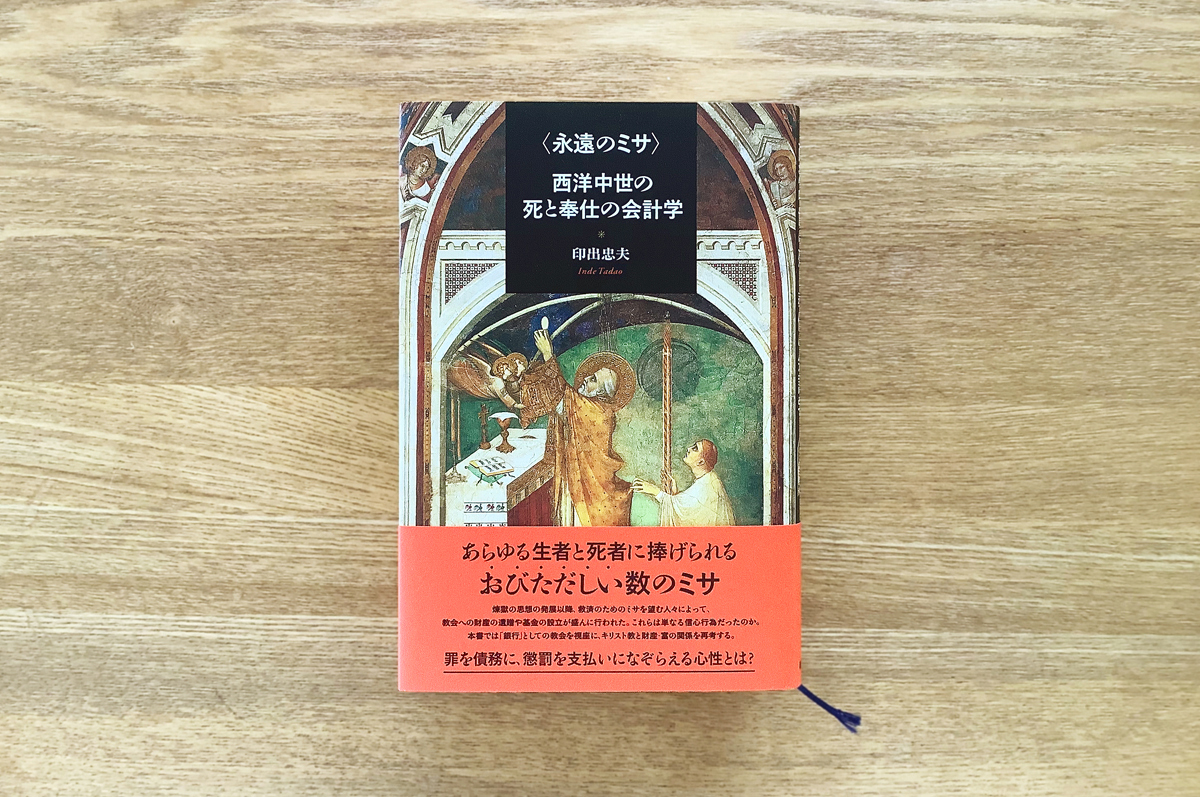 〈永遠のミサ〉
西洋中世の
死と奉仕の会計学
印出忠夫
Inde Tadao
あらゆる生者と死者に捧げられる
おびただしい数のミサ
煉獄の思想の発展以降、救済のためのミサを望む人々によって、
教会への財産の遺贈や基金の設立が盛んに行われた。これらは単なる信心行為だったのか。
本書では「銀行」としての教会を視座に、キリスト教と財産・富の関係を再考する。
罪を債務に、懲罰を支払いになぞらえる心性とは?